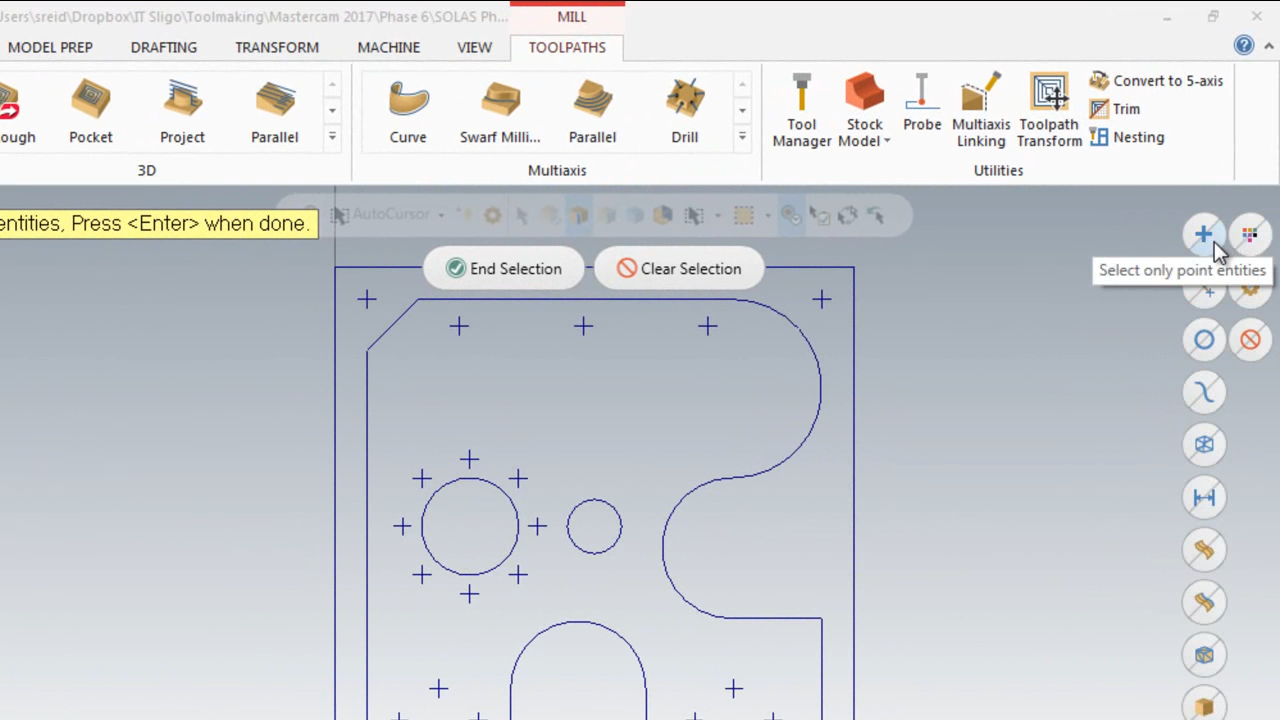 Jsers\sreid\Dropbox\IT Sligo\Toolmaking\Mastercam 2017\Phase 6\SOLAS Ph...
MILL
MODEL PREP DRAFTING TRANSFORM MACHINE VIEW TOOLPATHS
ough Pocket Project Parallel
3D
Curve Swarf Milli... Parallel Drill
Multiaxis
Tool Manager
Stock Model
Probe
Multiaxis Linking
Toolpath Transform
Convert to 5-axis
Trim
Nesting
Utilities
AutoCursor
entities, Press <Enter> when done.
End Selection
Clear Selection
Select only point entities